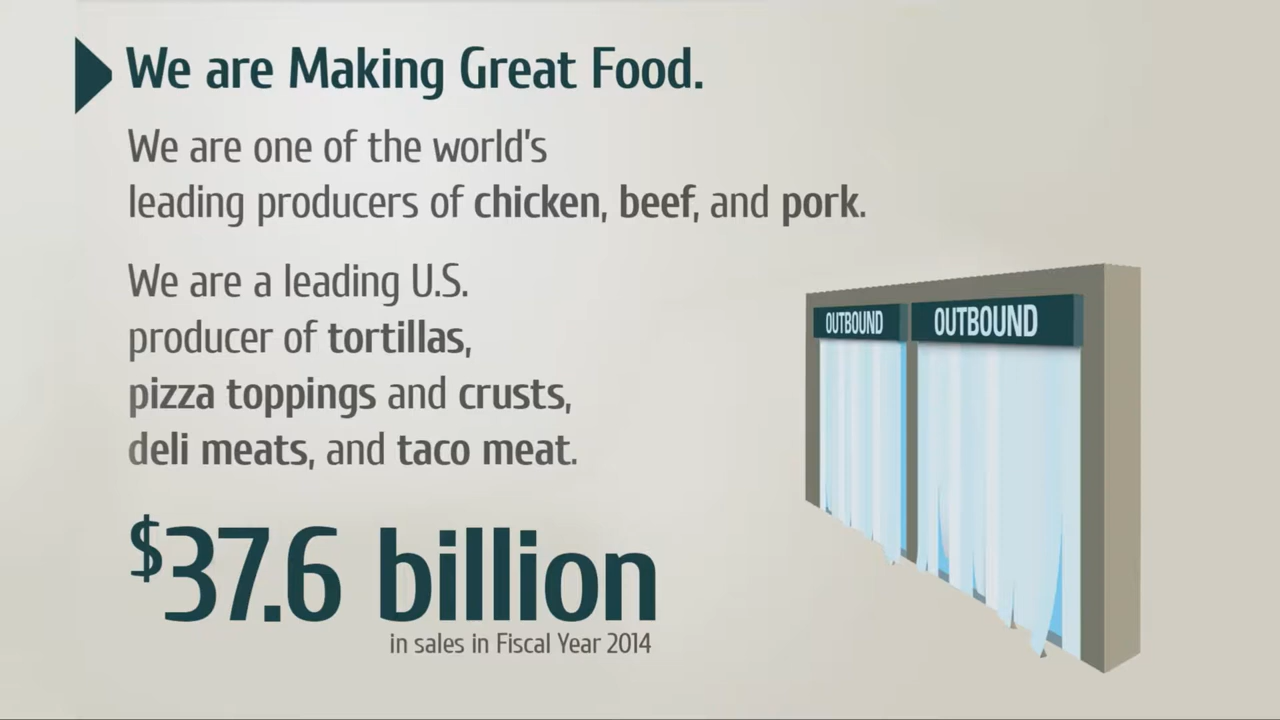 We are Making Great Food.
We are one of the world's
leading producers of chicken, beef, and pork.
We are a leading U.S.
producer of tortillas,
pizza toppings and crusts,
deli meats, and taco meat.
$37.6 billion
in sales in Fiscal Year 2014
OUTBOUND
OUTBOUND